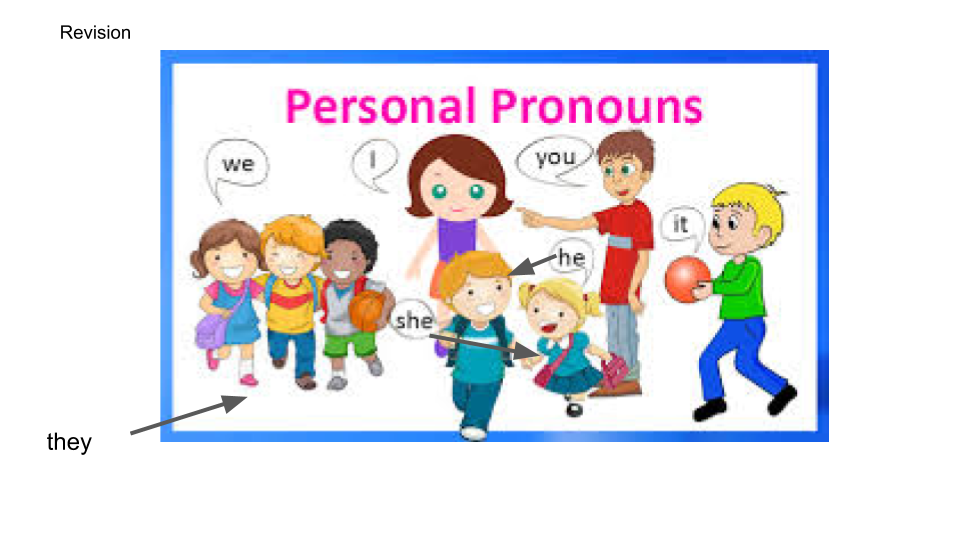 Revision
Personal Pronouns
we
I
you
it
he
she
they